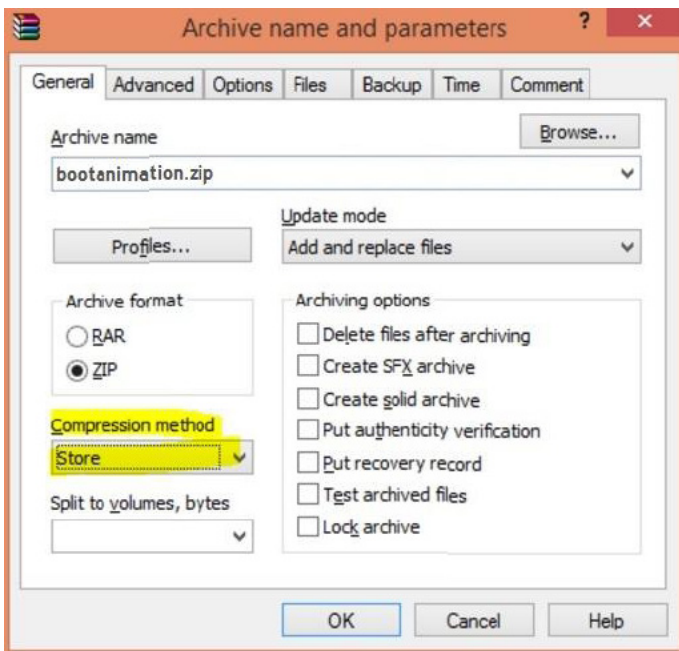 Archive name and parameters
?
×
General Advanced Options Files Backup Time Comment
Archive name
Browse...
bootanimation.zip
Update mode
Profiles...
Add and replace files
Archive format
RAR
ZIP
Compression method
Store
Split to volumes, bytes
Archiving options
Delete files after archiving
Create SFX archive
Create solid archive
Put authenticity verification
Put recovery record
Test archived files
Lock archive
OK Cancel Help